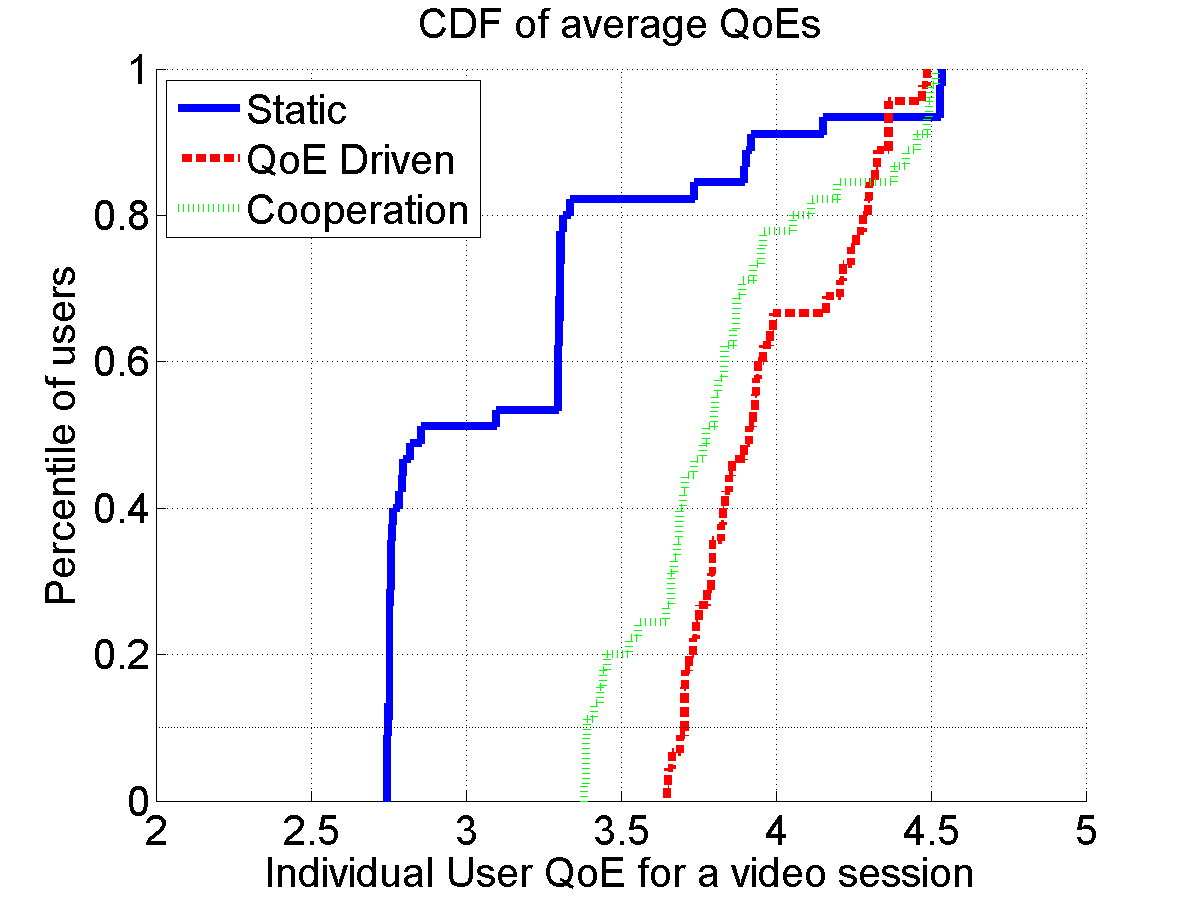 CDF of average QoEs
Static
QoE Driven
Cooperation
1
0.8
0.6
0.4
0.2
0
Percentile of users
2 2.5 3 3.5 4 4.5 5
Individual User QoE for a video session